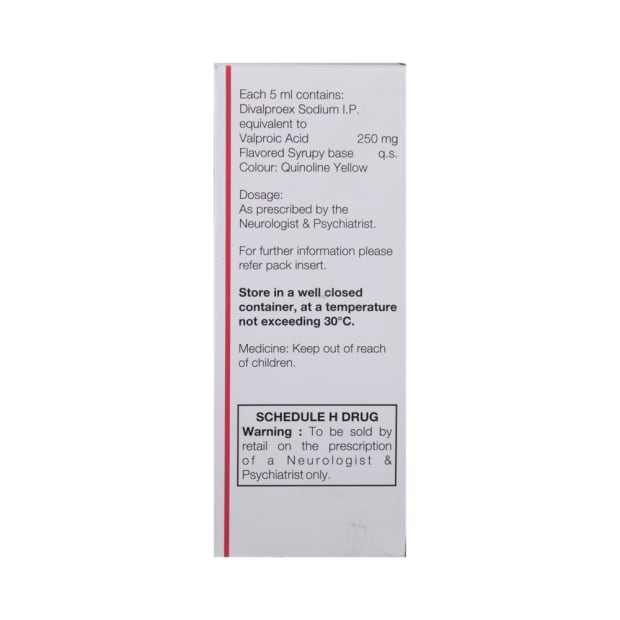 Each 5 ml contains:
Divalproex Sodium I.P.
equivalent to
Valproic Acid 250 mg
Flavored Syrupy base q.s.
Colour: Quinoline Yellow
Dosage:
As prescribed by the
Neurologist & Psychiatrist.
For further information please
refer pack insert.
Store in a well closed
container, at a temperature
not exceeding 30°C.
Medicine: Keep out of reach
of children.
SCHEDULE H DRUG
Warning : To be sold by
retail on the prescription
of a Neurologist &
Psychiatrist only.